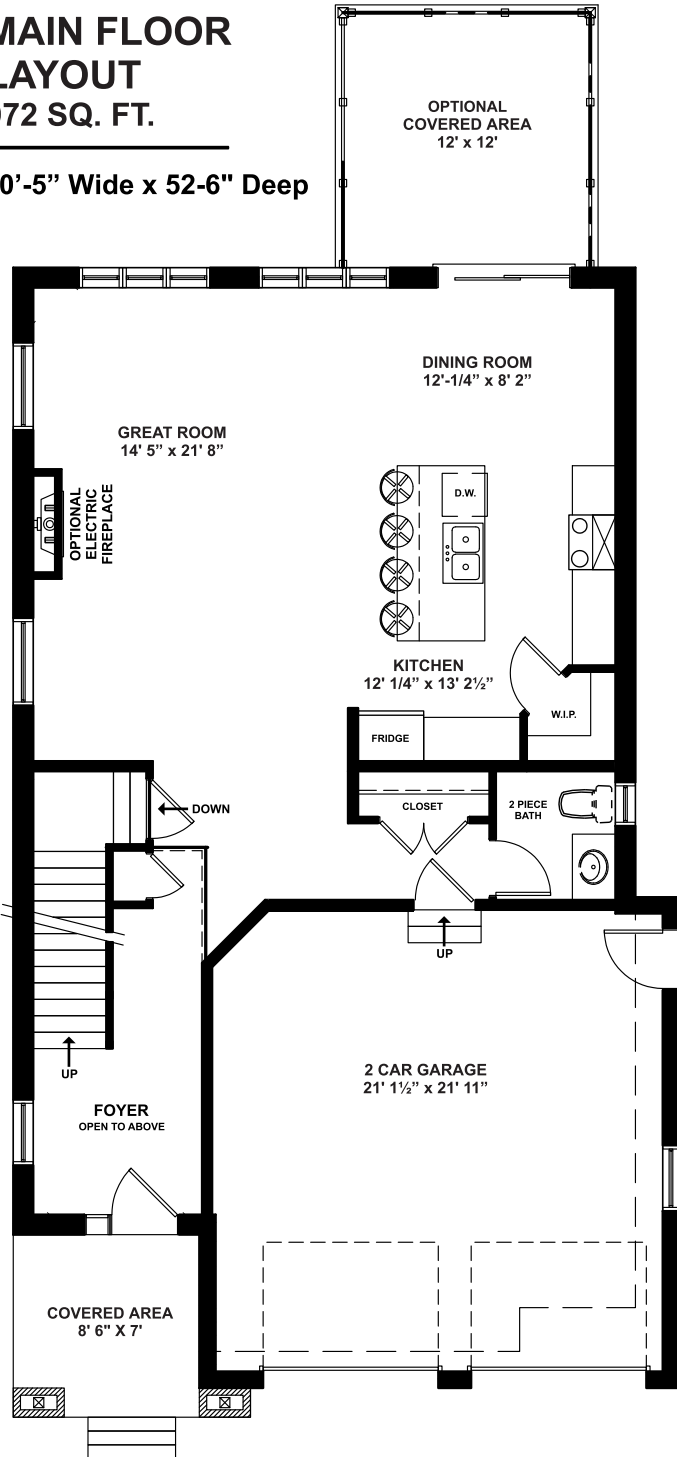 MAIN FLOOR
LAYOUT
972 SQ. FT.
0’-5” Wide x 52-6" Deep
OPTIONAL
COVERED AREA
12' x 12'
DINING ROOM
12'-1/4” x 8' 2”
GREAT ROOM
14' 5” x 21' 8”
OPTIONAL
ELECTRIC
FIREPLACE
D.W.
KITCHEN
12' 1/4” x 13' 2½”
W.I.P.
FRIDGE
DOWN
CLOSET
2 PIECE
BATH
UP
UP
2 CAR GARAGE
21' 1½” x 21' 11”
FOYER
OPEN TO ABOVE
COVERED AREA
8' 6" X 7'